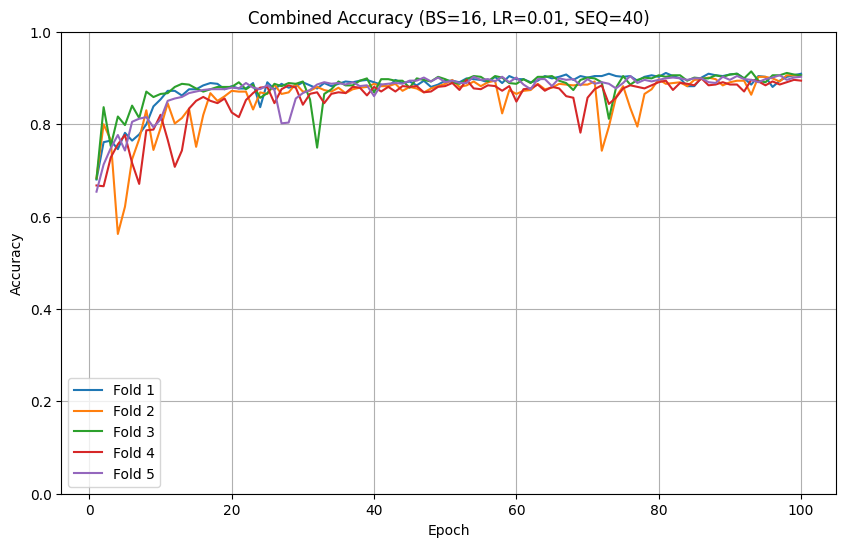 Combined Accuracy (BS=16, LR=0.01, SEQ=40)
1.0
0.8
0.6
0.4
0.2
0.0
Accuracy
Fold 1
Fold 2
Fold 3
Fold 4
Fold 5
0 20 40 60 80 100
Epoch